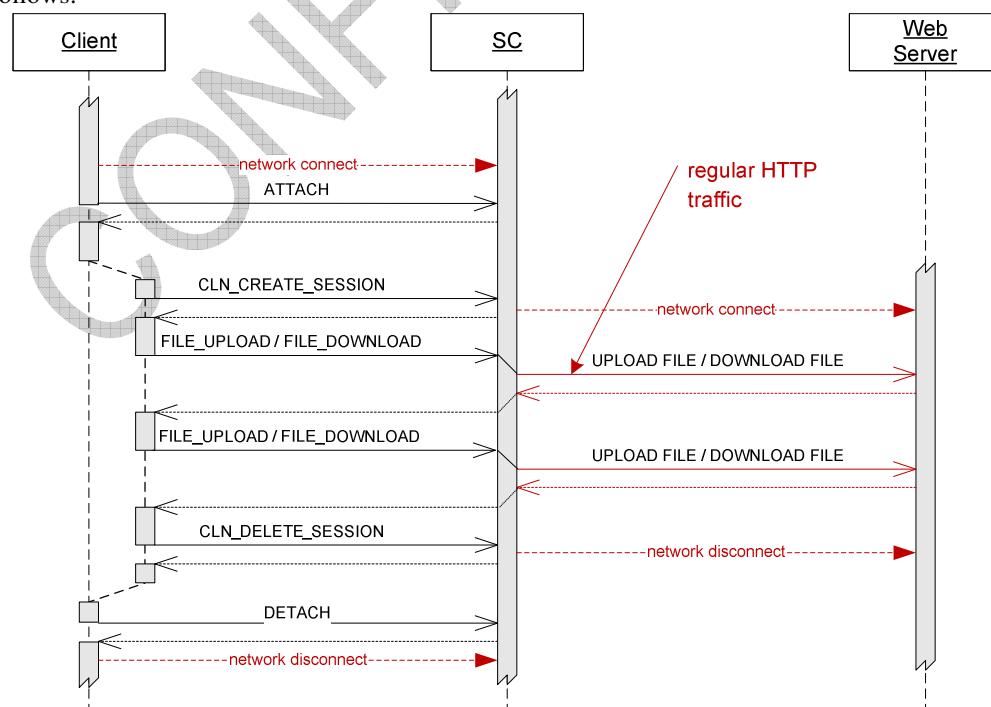 ollows:
Client
SC
Web
Server
network connect
regular HTTP
traffic
ATTACH
CLN_CREATE_SESSION
network connect
FILE_UPLOAD / FILE_DOWNLOAD
UPLOAD FILE / DOWNLOAD FILE
FILE_UPLOAD / FILE_DOWNLOAD
UPLOAD FILE / DOWNLOAD FILE
CLN_DELETE_SESSION
network disconnect
DETACH
network disconnect